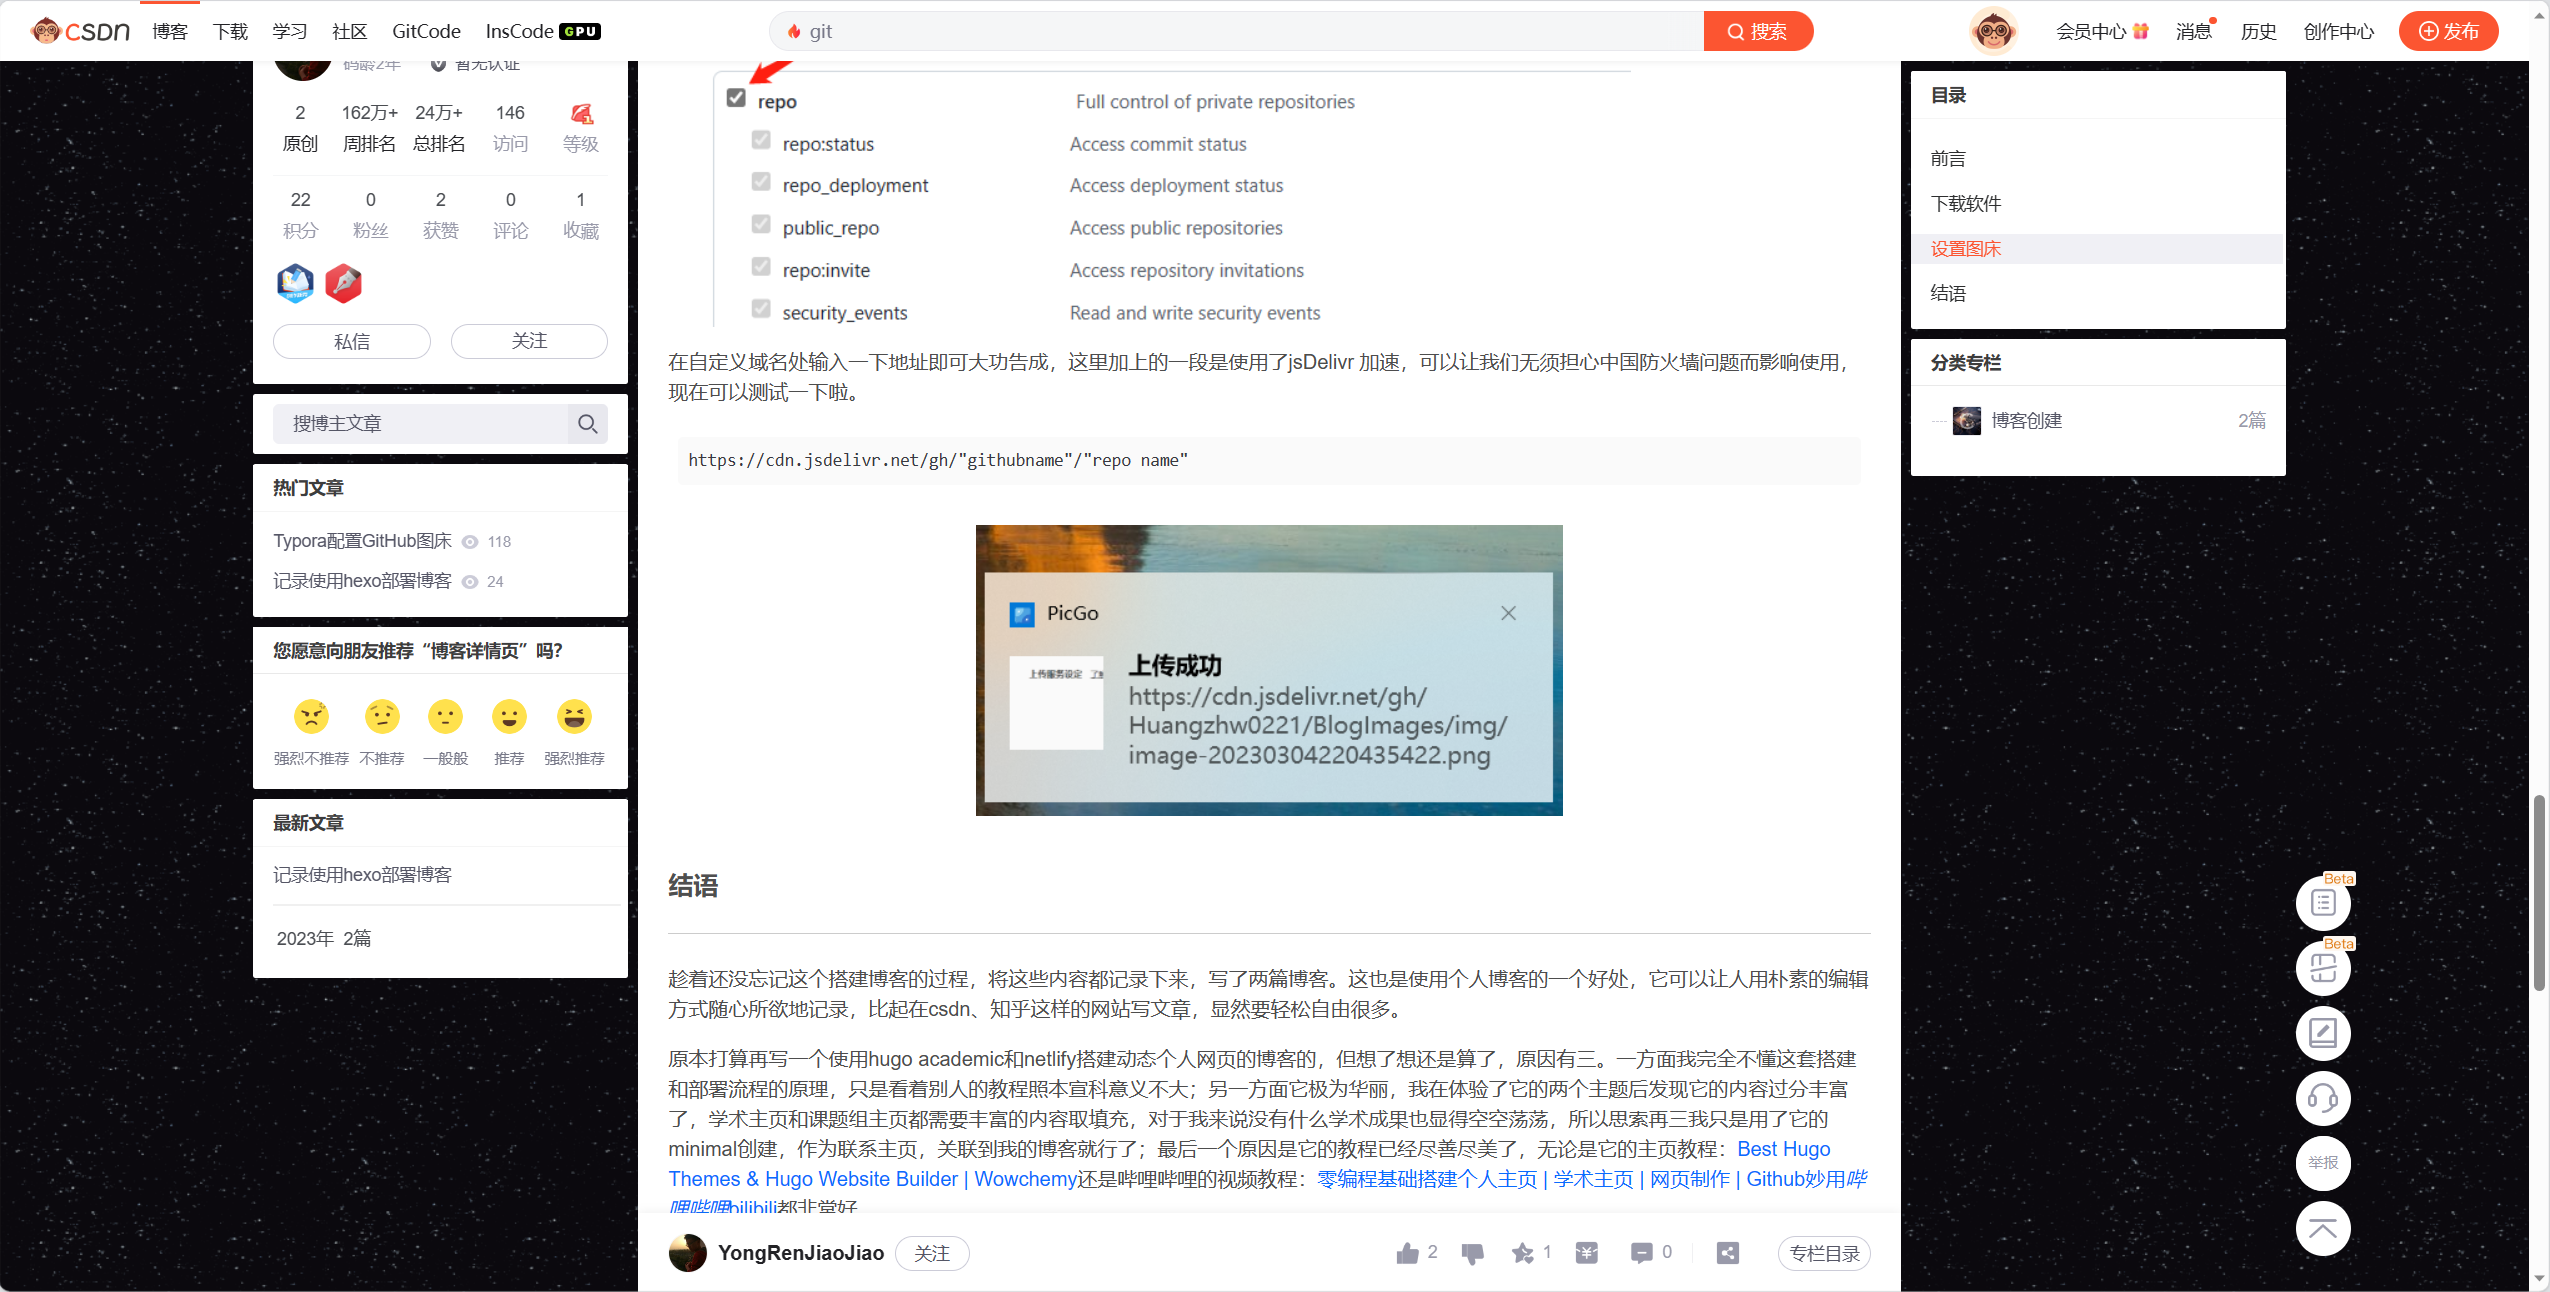 CSDN 博客 下载 学习 社区 GitCode InsCode GPU git 搜索 会员中心 消息 历史 创作中心 发布
码龄2年 暂无认证
2 162万+ 24万+ 146
原创 周排名 总排名 访问 等级
22 0 2 0 1
积分 粉丝 获赞 评论 收藏
私信 关注
搜博主文章
热门文章
Typora配置GitHub图床 118
记录使用hexo部署博客 24
您愿意向朋友推荐“博客详情页”吗？
强烈不推荐 不推荐 一般般 推荐 强烈推荐
最新文章
记录使用hexo部署博客
2023年 2篇
repo Full control of private repositories
repo:status Access commit status
repo_deployment Access deployment status
public_repo Access public repositories
repo:invite Access repository invitations
security_events Read and write security events
在自定义域名处输入一下地址即可大功告成，这里加上的一段是使用了jsDelivr 加速，可以让我们无须担心中国防火墙问题而影响使用，
现在可以测试一下啦。
https://cdn.jsdelivr.net/gh/"githubname"/"repo name"
PicGo
上传服务设定
上传成功
https://cdn.jsdelivr.net/gh/
Huangzhw0221/BlogImages/img/
image-20230304220435422.png
结语
趁着还没忘记这个搭建博客的过程，将这些内容都记录下来，写了两篇博客。这也是使用个人博客的一个好处，它可以让人用朴素的编辑
方式随心所欲地记录，比起在csdn、知乎这样的网站写文章，显然要轻松自由很多。
原本打算再写一个使用hugo academic和netlify搭建动态个人网页的博客的，但想了想还是算了，原因有三。一方面我完全不懂这套搭建
和部署流程的原理，只是看着别人的教程照本宣科意义不大；另一方面它极为华丽，我在体验了它的两个主题后发现它的内容过分丰富
了，学术主页和课题组主页都需要丰富的内容取填充，对于我来说没有什么学术成果也显得空空荡荡，所以思索再三我只是用了它的
minimal创建，作为联系主页，关联到我的博客就行了；最后一个原因是它的教程已经尽善尽美了，无论是它的主页教程：Best Hugo
Themes & Hugo Website Builder | Wowchemy还是哔哩哔哩的视频教程：零编程基础搭建个人主页 | 学术主页 | 网页制作 | Github妙用哔
哩哔哩bilibili都非常好
YongRenJiaoJiao 关注 2 1 0 专栏目录
目录
前言
下载软件
设置图床
结语
分类专栏
博客创建 2篇
Beta
Beta
举报